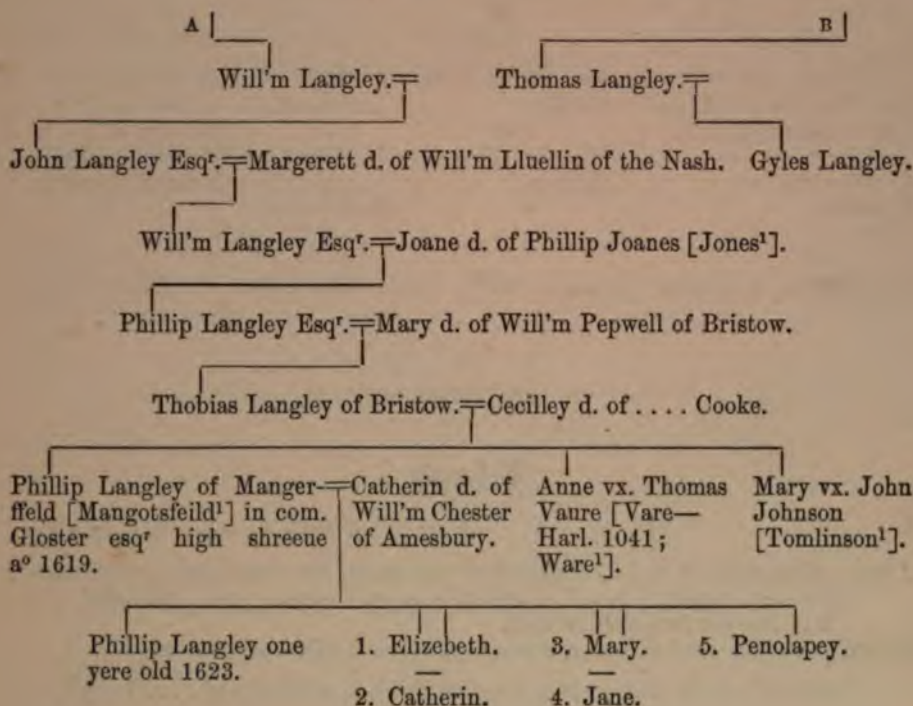 A B
Will'm Langley. Thomas Langley.
John Langley Esqʳ. Margerett d. of Will'm Lluellin of the Nash. Gyles Langley.
Will'm Langley Esqʳ. Joane d. of Phillip Joanes [Jones¹].
Phillip Langley Esqʳ. Mary d. of Will'm Pepwell of Bristow.
Thobias Langley of Bristow. Cecilley d. of . . . . Cooke.
Phillip Langley of Manger-
ffeld [Mangotsfeild¹] in com.
Gloster esqʳ high shreeue
aº 1619.
Catherin d. of
Will'm Chester
of Amesbury.
Anne vx. Thomas
Vaure [Vare—
Harl. 1041;
Ware¹].
Mary vx. John
Johnson
[Tomlinson¹].
Phillip Langley one
yere old 1623.
1. Elizebeth.
—
2. Catherin.
3. Mary.
—
4. Jane.
5. Penolapey.